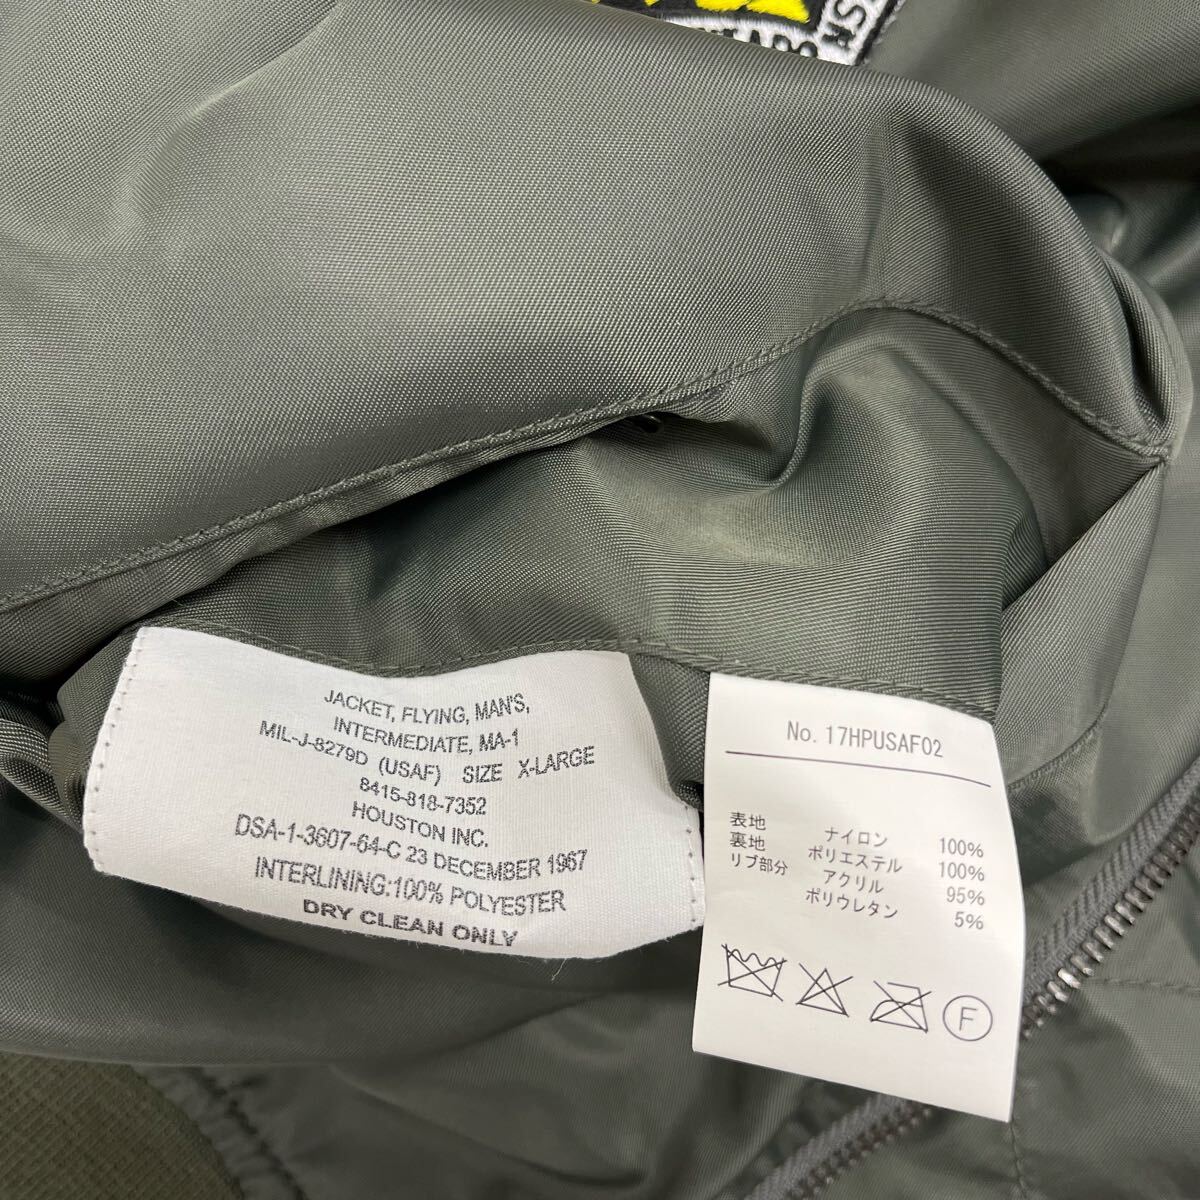 JACKET, FLYING, MAN'S,
INTERMEDIATE, MA-1
MIL-J-8279D (USAF) SIZE X-LARGE
8415-818-7352
HOUSTON INC.
DSA-1-3607-64-C 23 DECEMBER 1967
INTERLINING:100% POLYESTER
DRY CLEAN ONLY
No. 17HPUSAF02
表地 ナイロン 100%
裏地 ポリエステル 100%
リブ部分 アクリル 95%
ポリウレタン 5%
F